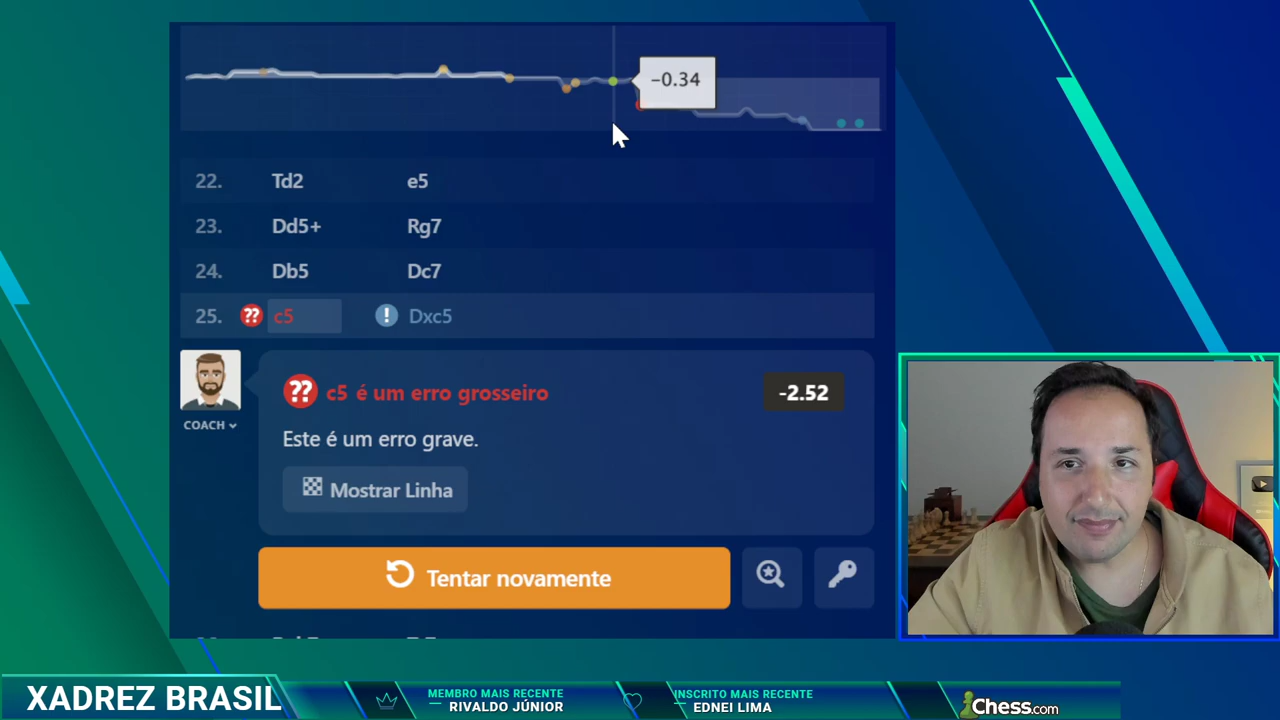 -0.34
22. Td2 e5
23. Dd5+ Rg7
24. Db5 Dc7
25. ?? c5 ! Dxc5
?? c5 é um erro grosseiro -2.52
COACH
Este é um erro grave.
Mostrar Linha
Tentar novamente
XADREZ BRASIL
MEMBRO MAIS RECENTE
RIVALDO JÚNIOR
INSCRITO MAIS RECENTE
EDNEI LIMA
Chess.com